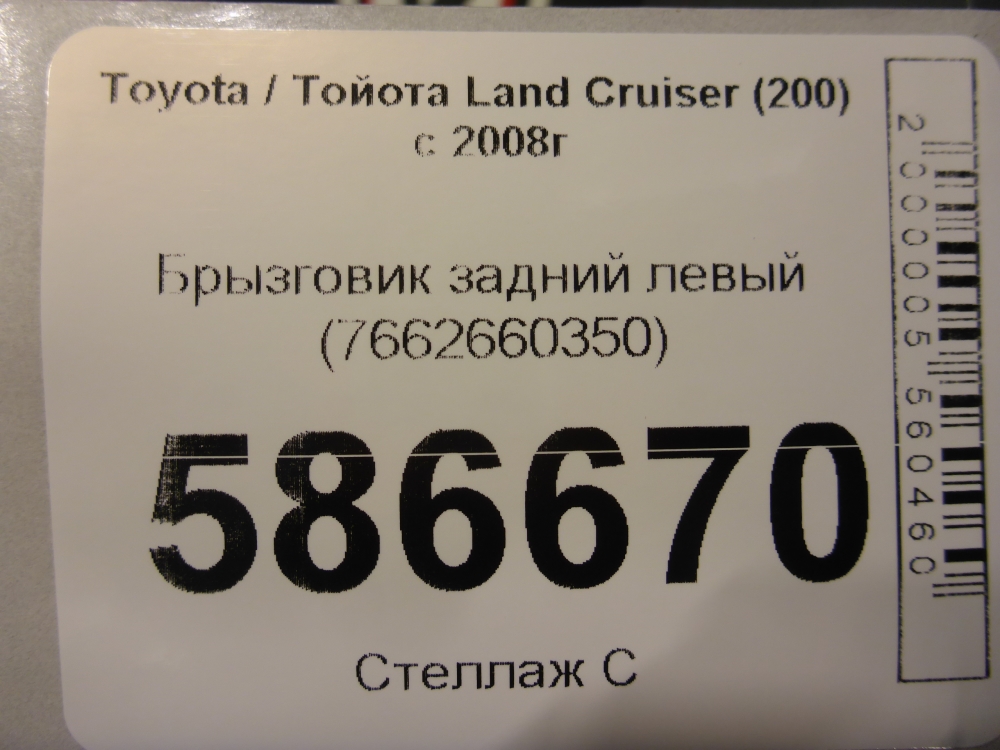 Toyota / Тойота Land Cruiser (200)
с 2008г
Брызговик задний левый
(7662660350)
586670
Стеллаж С
2000005560460